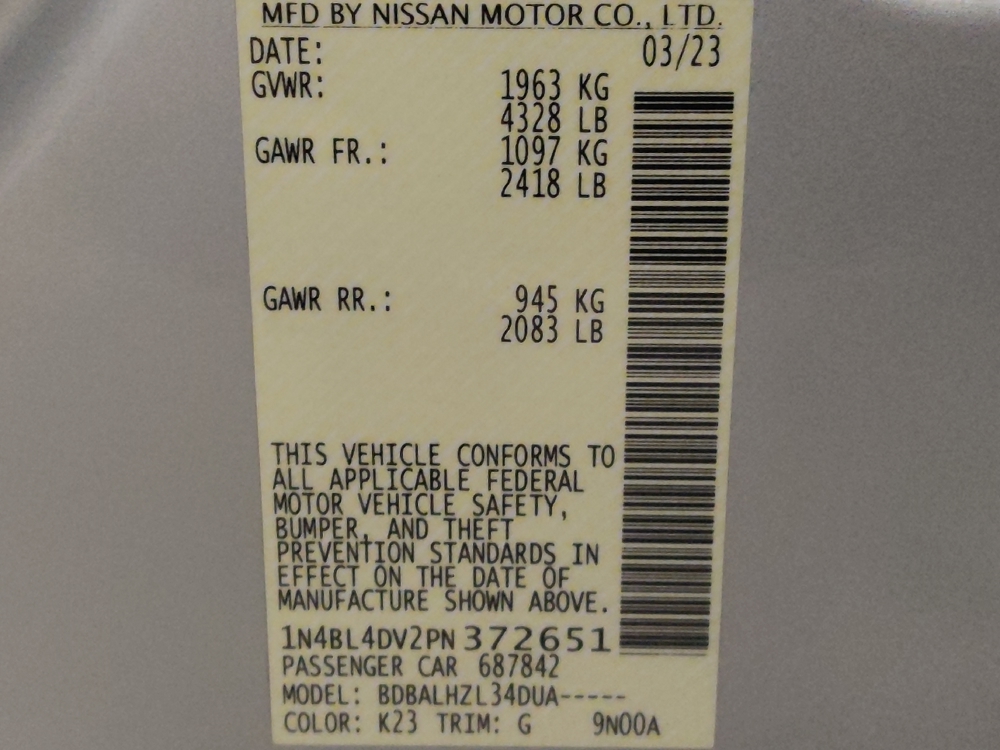 MFD BY NISSAN MOTOR CO., LTD.
DATE: 03/23
GVWR: 1963 KG
4328 LB
GAWR FR.: 1097 KG
2418 LB
GAWR RR.: 945 KG
2083 LB
THIS VEHICLE CONFORMS TO
ALL APPLICABLE FEDERAL
MOTOR VEHICLE SAFETY,
BUMPER, AND THEFT
PREVENTION STANDARDS IN
EFFECT ON THE DATE OF
MANUFACTURE SHOWN ABOVE.
1N4BL4DV2PN372651
PASSENGER CAR 687842
MODEL: BDBALHZL34DUA-----
COLOR: K23 TRIM: G 9N00A